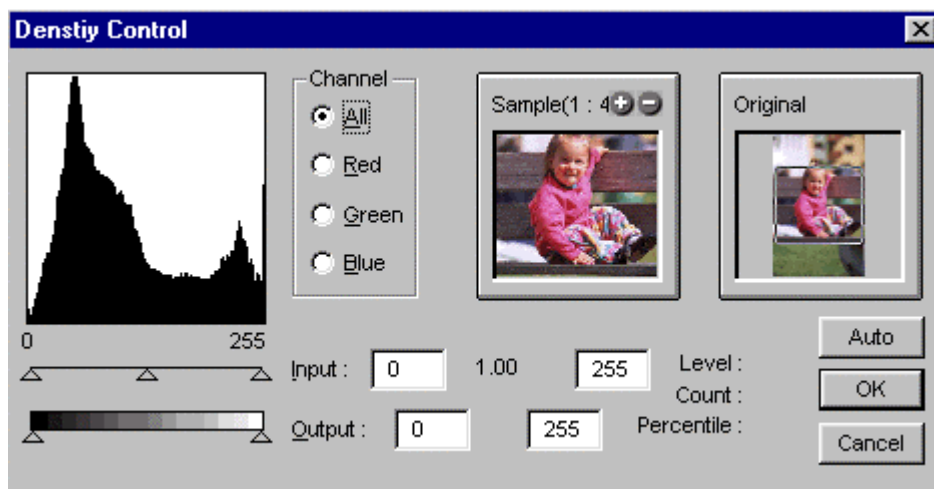 Denstiy Control
Channel
All
Red
Green
Blue
Sample(1 : 4
Original
0 255
Input : 0 1.00 255
Output : 0 255
Level :
Count :
Percentile :
Auto
OK
Cancel